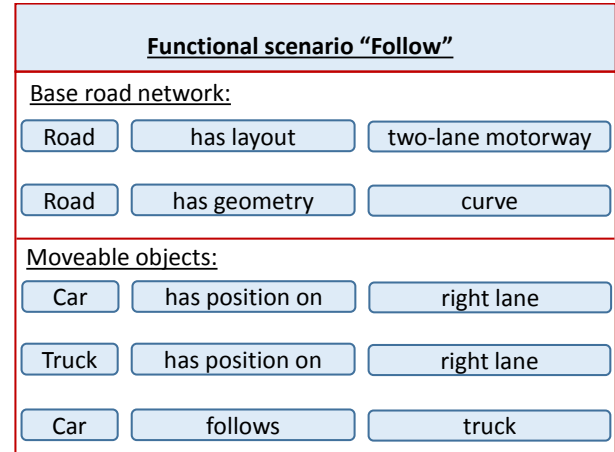 Functional scenario “Follow”
Base road network:
Road has layout two-lane motorway
Road has geometry curve
Moveable objects:
Car has position on right lane
Truck has position on right lane
Car follows truck